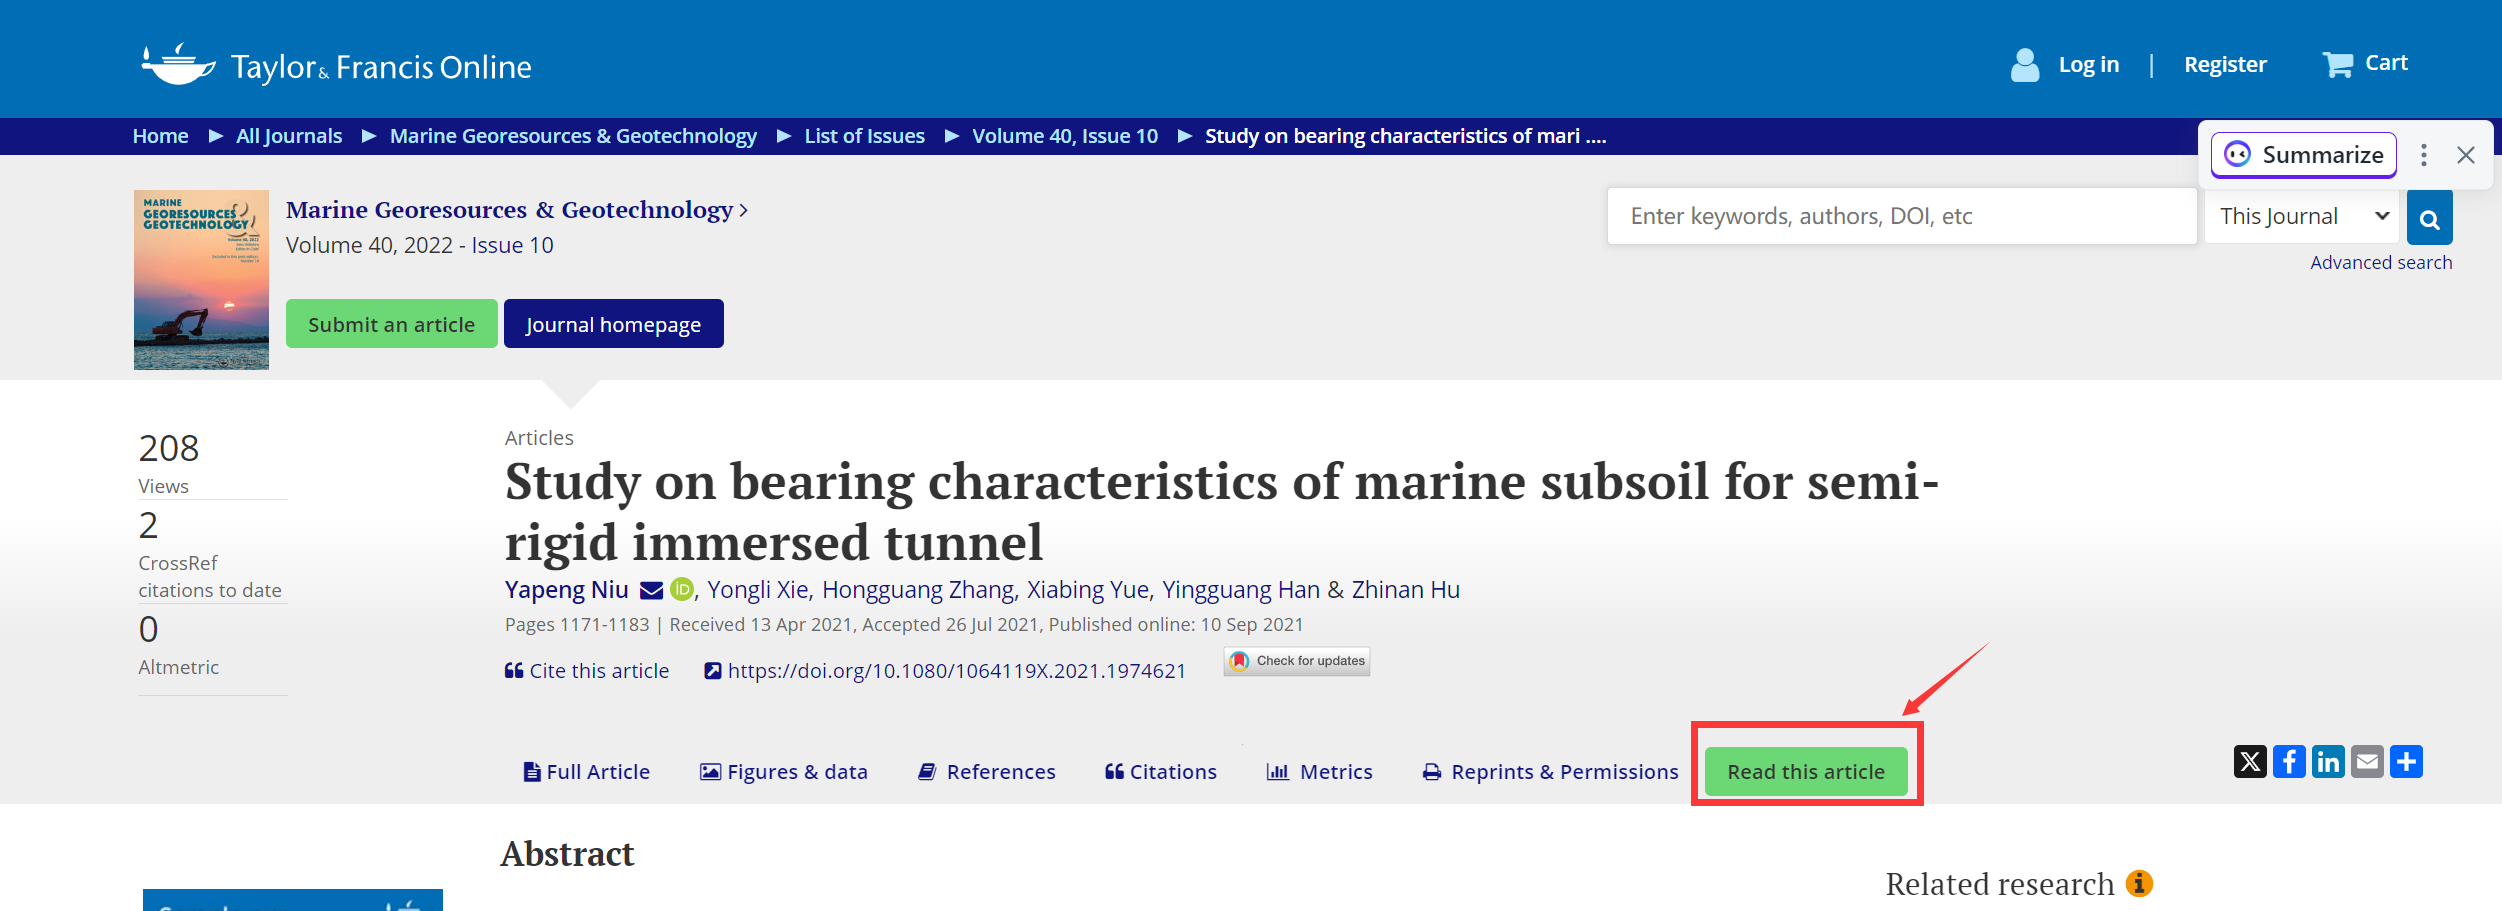 Taylor & Francis Online
Log in | Register
Cart
Home ▶ All Journals ▶ Marine Georesources & Geotechnology ▶ List of Issues ▶ Volume 40, Issue 10 ▶ Study on bearing characteristics of mari ....
Summarize
MARINE
GEORESOURCES &
GEOTECHNOLOGY
Marine Georesources & Geotechnology
Volume 40, 2022 - Issue 10
Enter keywords, authors, DOI, etc
This Journal
Advanced search
Submit an article
Journal homepage
208
Views
2
CrossRef
citations to date
0
Altmetric
Articles
Study on bearing characteristics of marine subsoil for semi-
rigid immersed tunnel
Yapeng Niu iD, Yongli Xie, Hongguang Zhang, Xiabing Yue, Yingguang Han & Zhinan Hu
Pages 1171-1183 | Received 13 Apr 2021, Accepted 26 Jul 2021, Published online: 10 Sep 2021
Cite this article
https://doi.org/10.1080/1064119X.2021.1974621
Check for updates
Full Article
Figures & data
References
Citations
Metrics
Reprints & Permissions
Read this article
Abstract
Related research